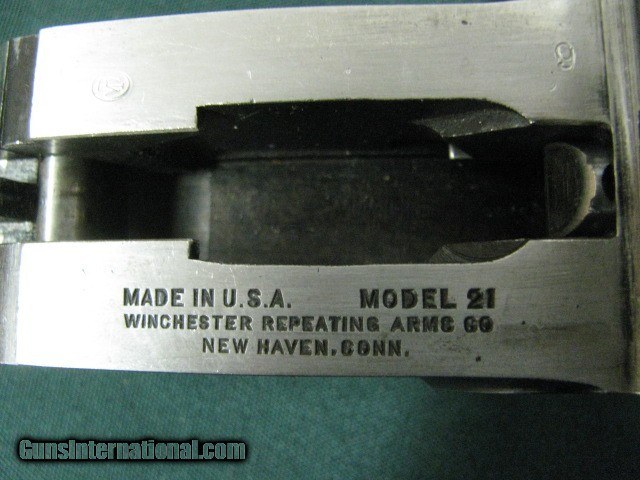 MADE IN U.S.A. MODEL 21
WINCHESTER REPEATING ARMS CO
NEW HAVEN, CONN.
GunsInternational.com